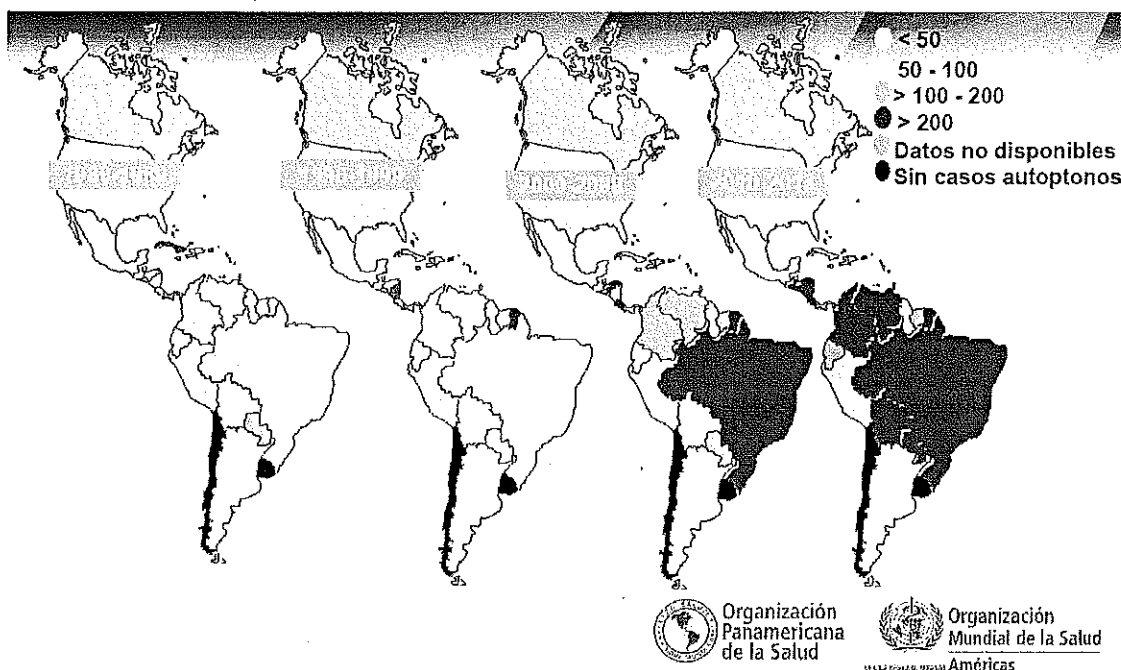 < 50
50 - 100
> 100 - 200
> 200
Datos no disponibles
Sin casos autoptonos
Organización
Panamericana
de la Salud
Organización
Mundial de la Salud
Américas